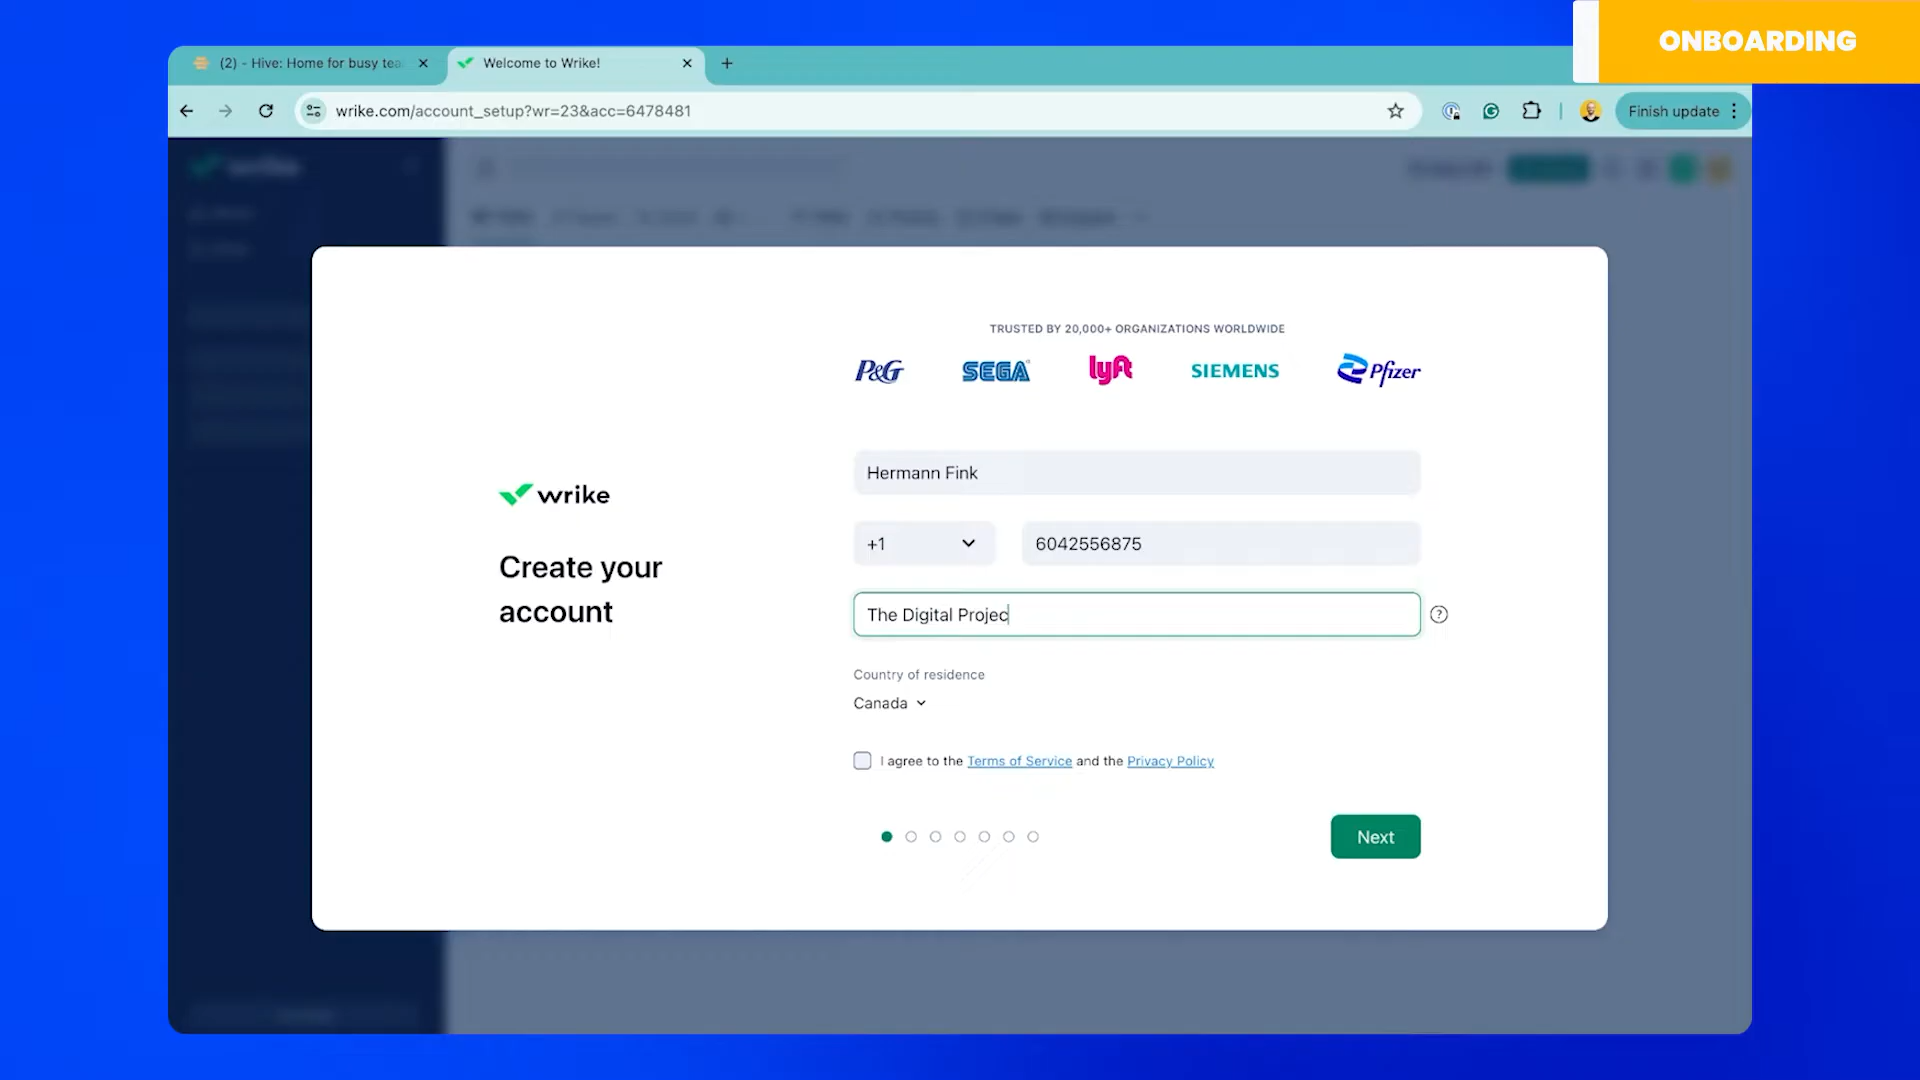 ONBOARDING
(2) - Hive: Home for busy tea
Welcome to Wrike!
wrike.com/account_setup?wr=23&acc=6478481
Finish update
wrike
TRUSTED BY 20,000+ ORGANIZATIONS WORLDWIDE
P&G SEGA lyft SIEMENS Pfizer
Hermann Fink
+1 6042556875
wrike
Create your
account
The Digital Projec
Country of residence
Canada
I agree to the Terms of Service and the Privacy Policy
Next